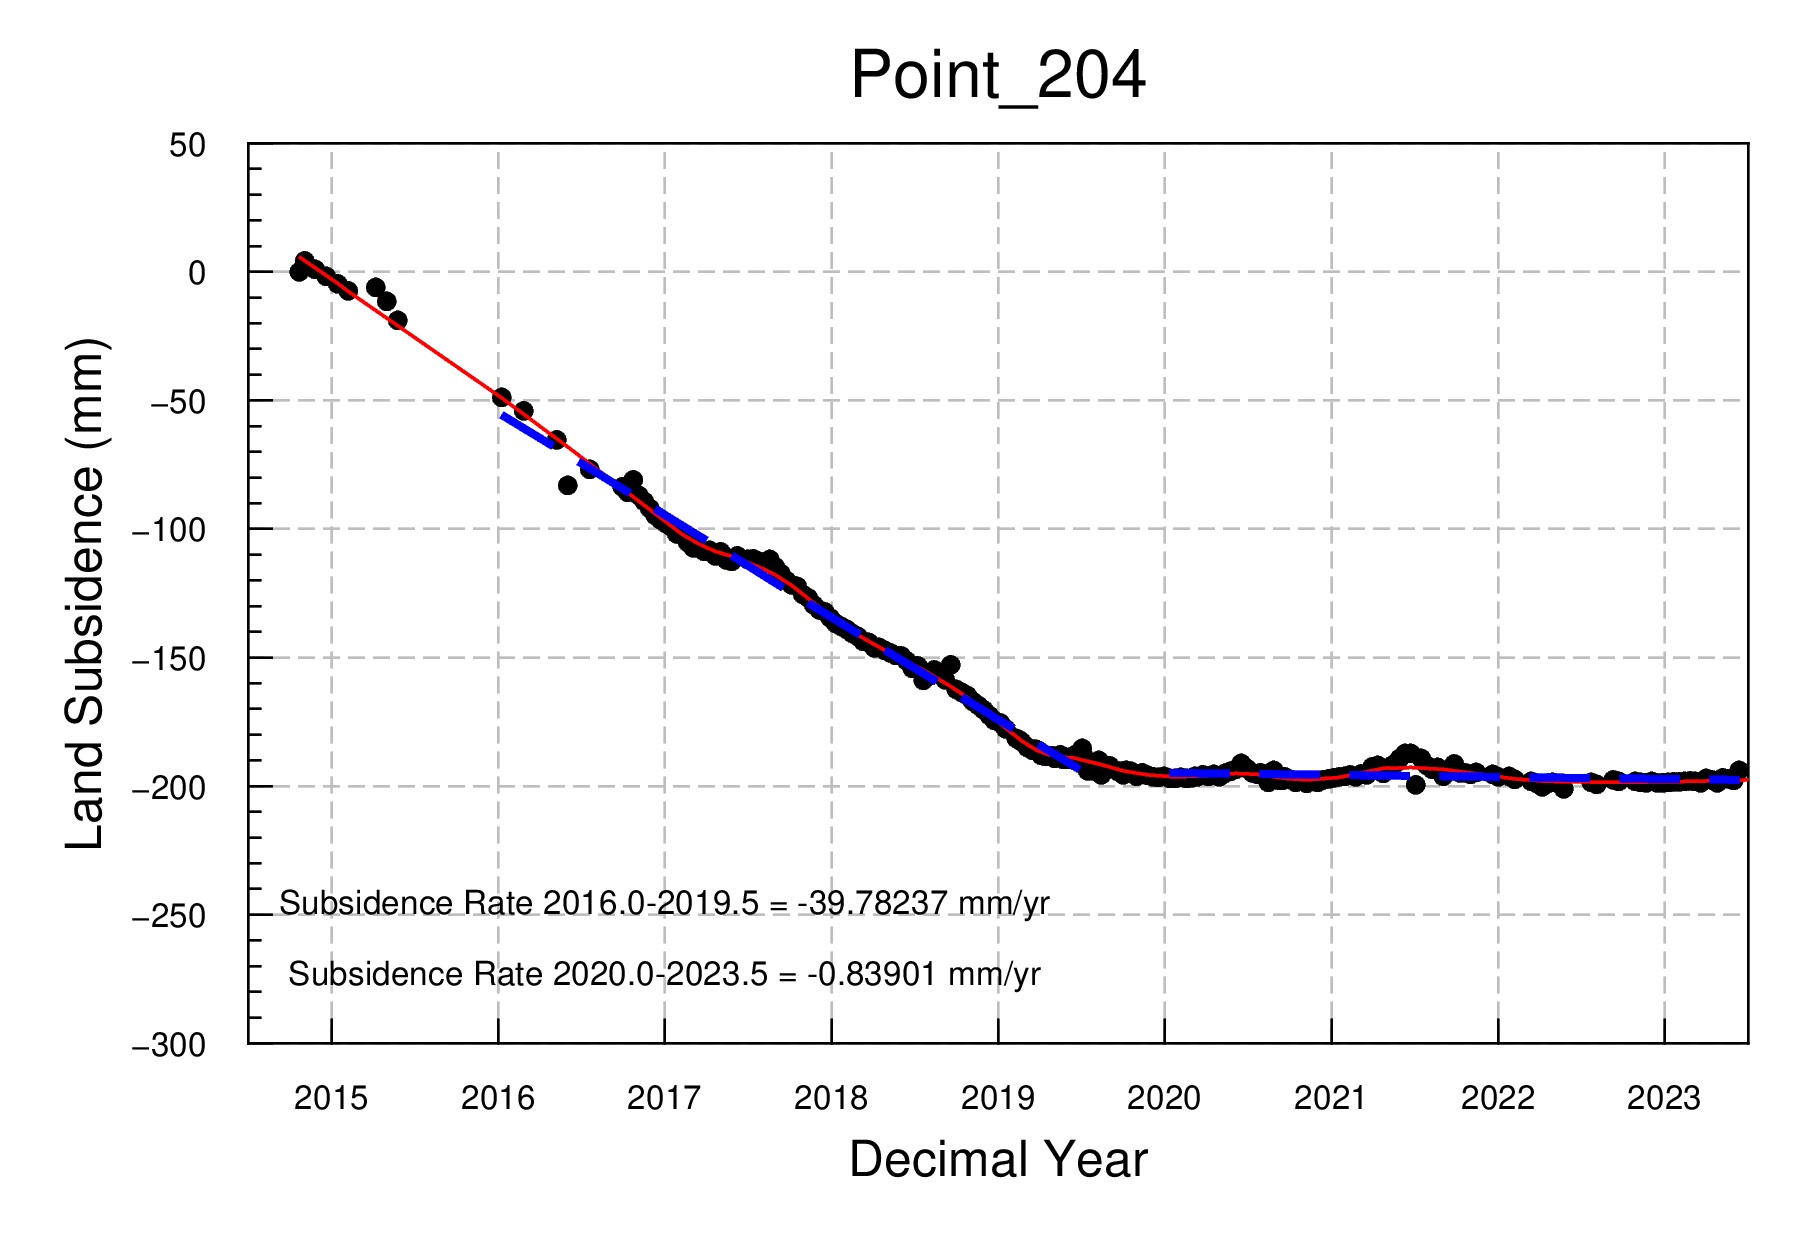 Point_204
50
0
−50
−100
−150
−200
−250
−300
Land Subsidence (mm)
Subsidence Rate 2016.0-2019.5 = -39.78237 mm/yr
Subsidence Rate 2020.0-2023.5 = -0.83901 mm/yr
2015 2016 2017 2018 2019 2020 2021 2022 2023
Decimal Year